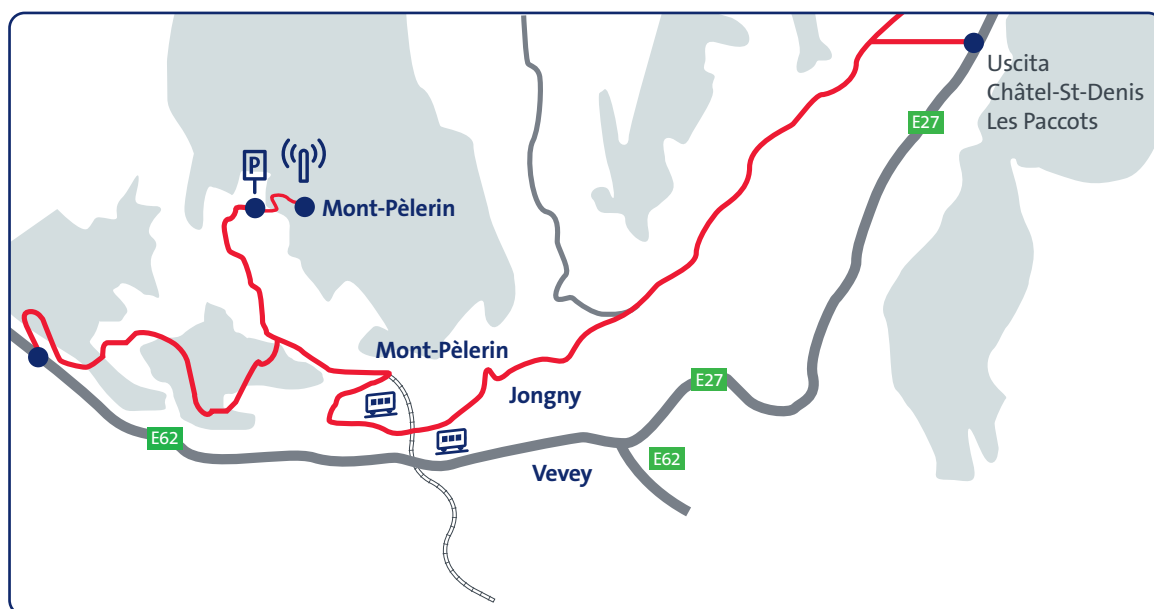 Uscita
Châtel-St-Denis
Les Paccots
E27
P
Mont-Pèlerin
Mont-Pèlerin
E27
Jongny
E62
E62
Vevey